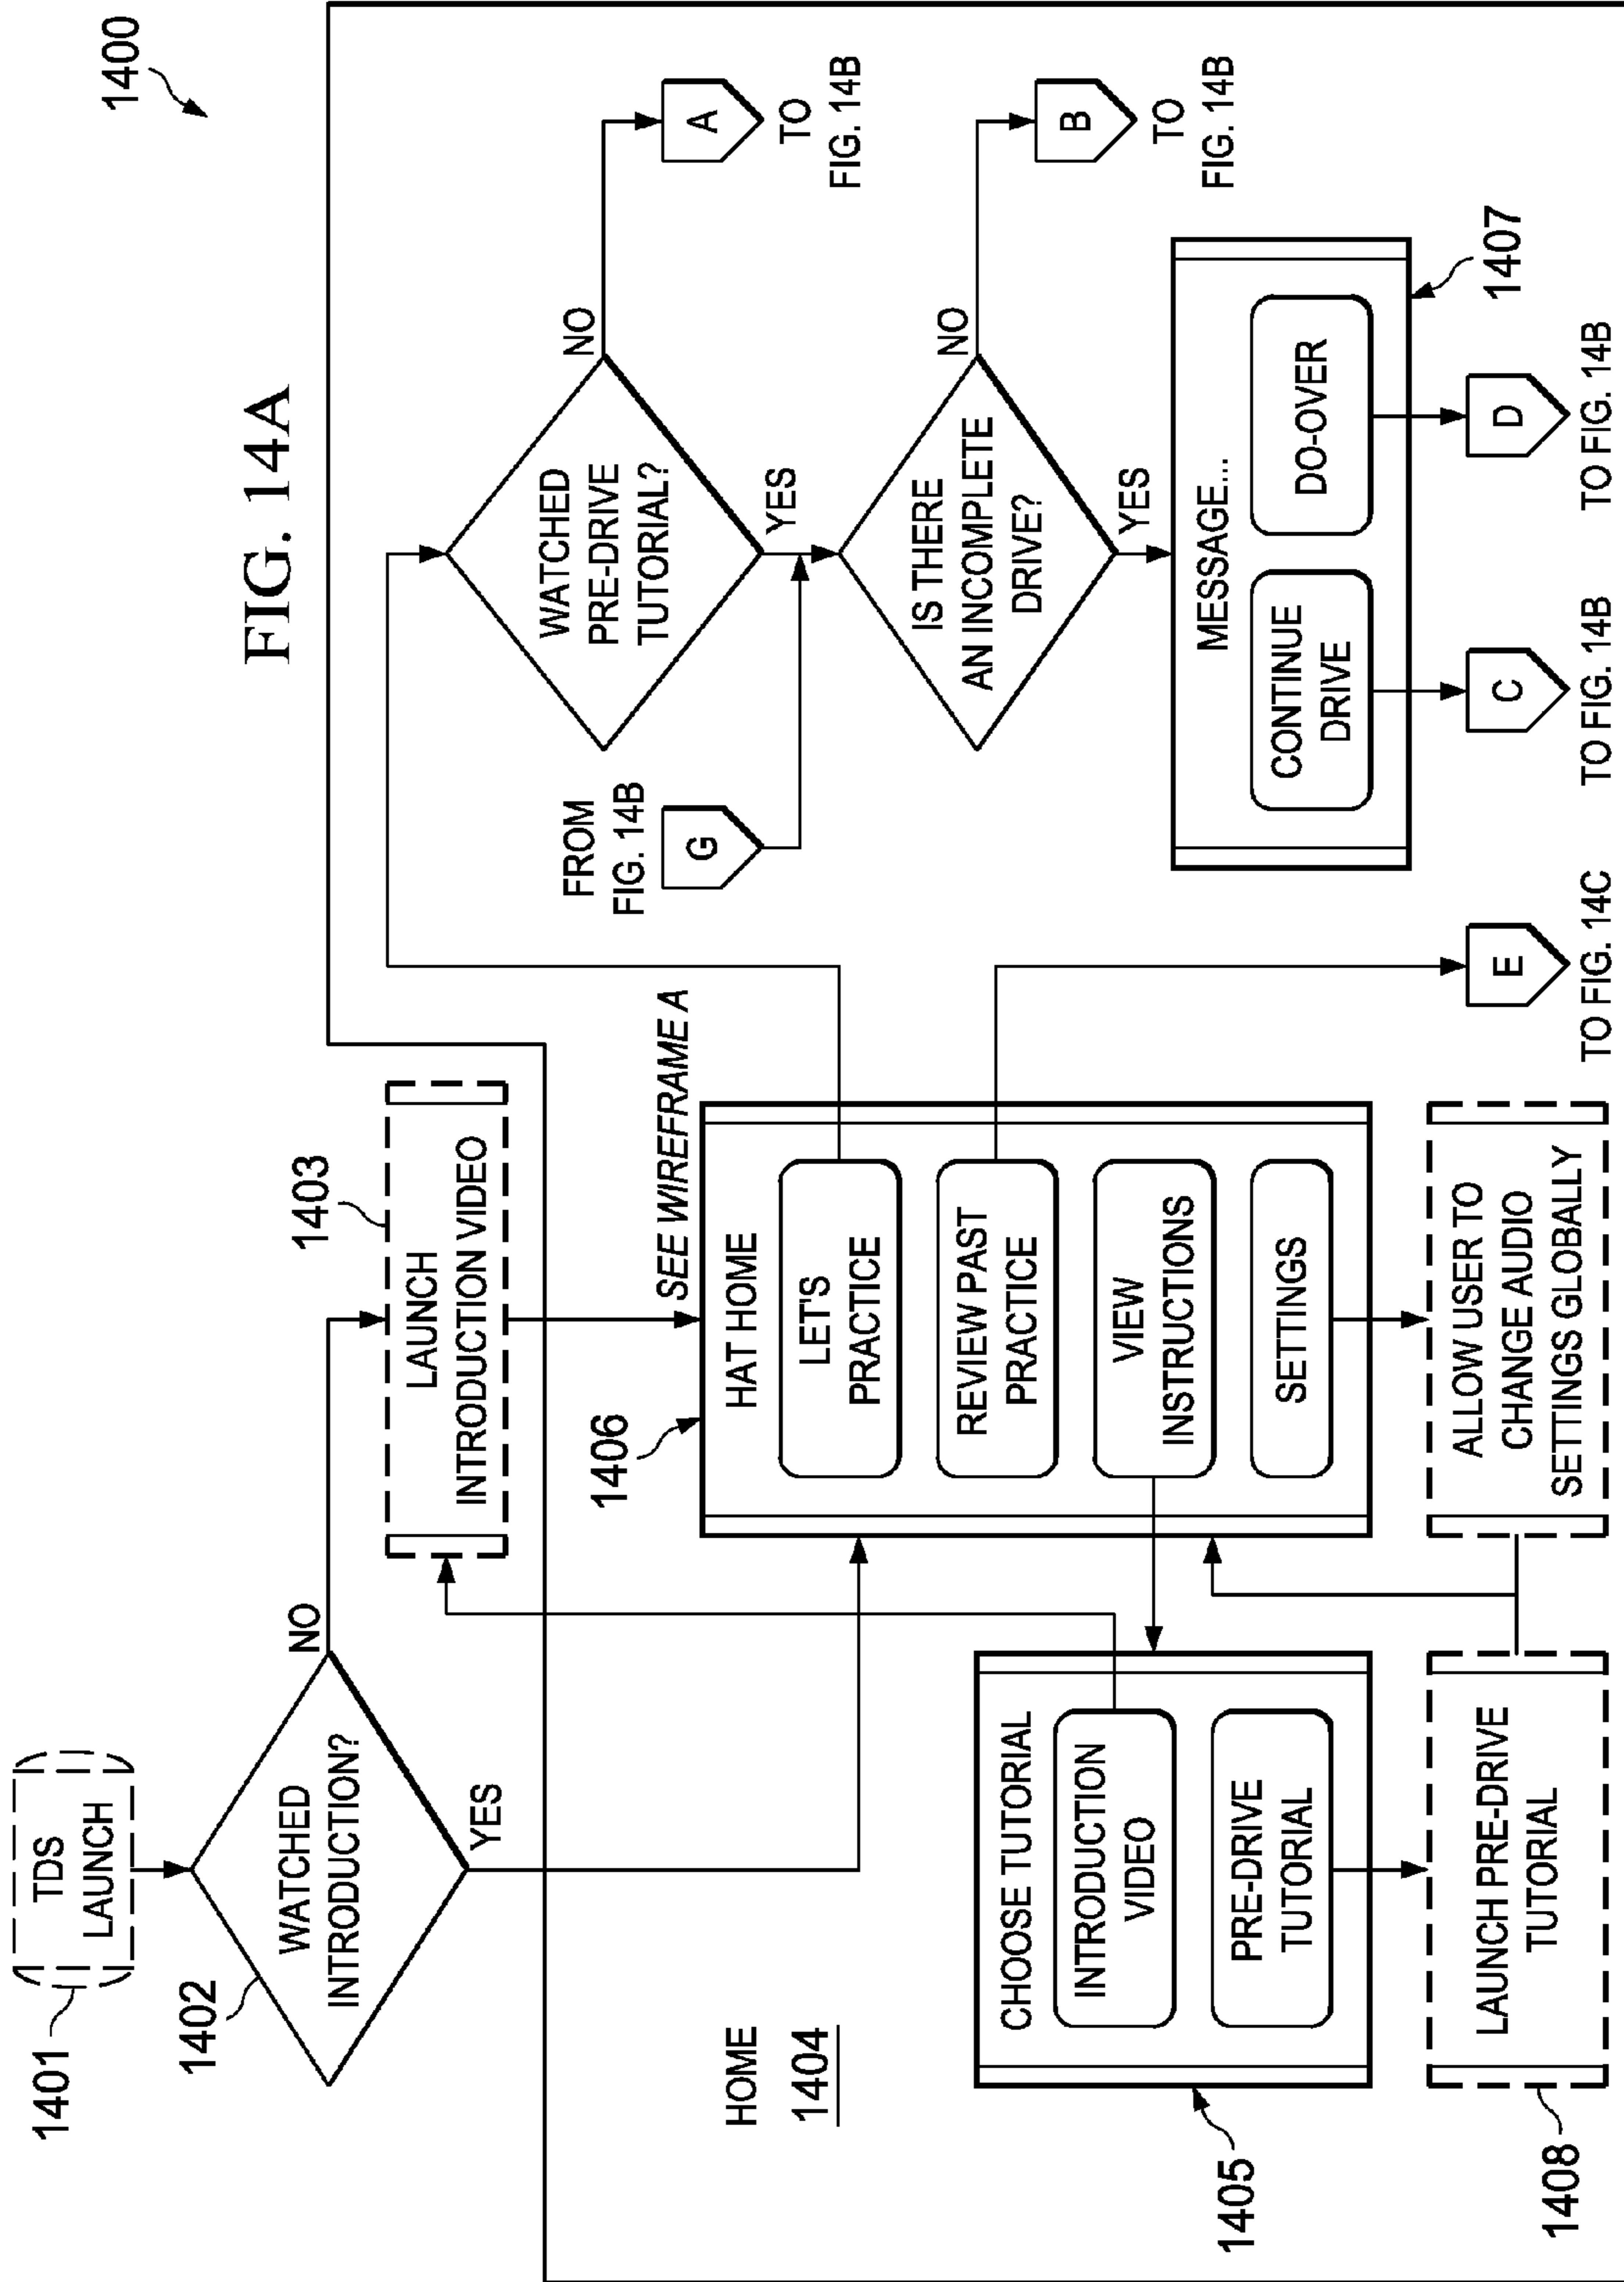 FIG. 14A
1400
1401
TDS
LAUNCH
1402
WATCHED
INTRODUCTION?
NO
YES
1403
LAUNCH
INTRODUCTION VIDEO
HOME
1404
SEE WIREFRAME A
1406
HAT HOME
LET'S
PRACTICE
REVIEW PAST
PRACTICE
VIEW
INSTRUCTIONS
SETTINGS
ALLOW USER TO
CHANGE AUDIO
SETTINGS GLOBALLY
1405
CHOOSE TUTORIAL
INTRODUCTION
VIDEO
PRE-DRIVE
TUTORIAL
1408
LAUNCH PRE-DRIVE
TUTORIAL
WATCHED
PRE-DRIVE
TUTORIAL?
NO
A
TO
FIG. 14B
YES
FROM
FIG. 14B
G
IS THERE
AN INCOMPLETE
DRIVE?
NO
B
TO
FIG. 14B
YES
MESSAGE...
CONTINUE
DRIVE
DO-OVER
1407
E
TO FIG. 14C
C
TO FIG. 14B
D
TO FIG. 14B